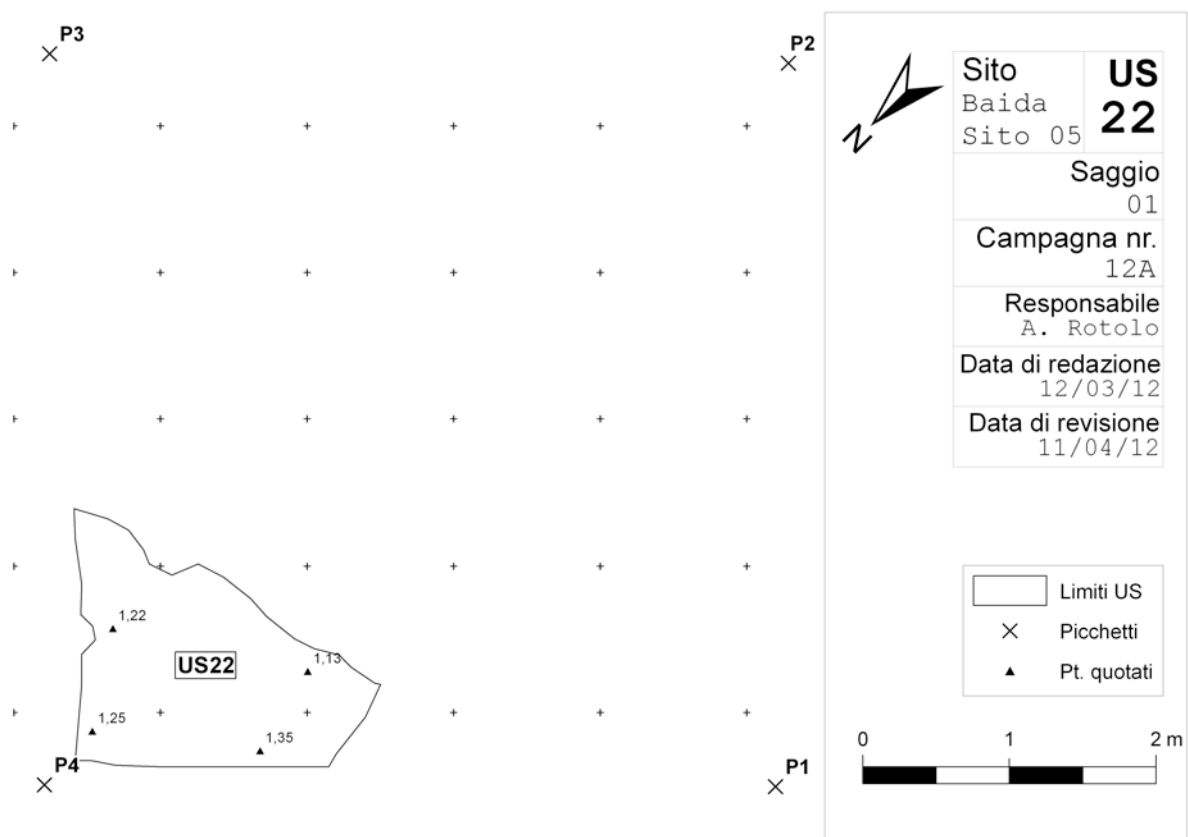 P3
P2
1,22
US22
1,13
1,25
1,35
P4
P1
N
Sito
Baida
Sito 05
US
22
Saggio
01
Campagna nr.
12A
Responsabile
A. Rotolo
Data di redazione
12/03/12
Data di revisione
11/04/12
Limiti US
Picchetti
Pt. quotati
0 1 2 m